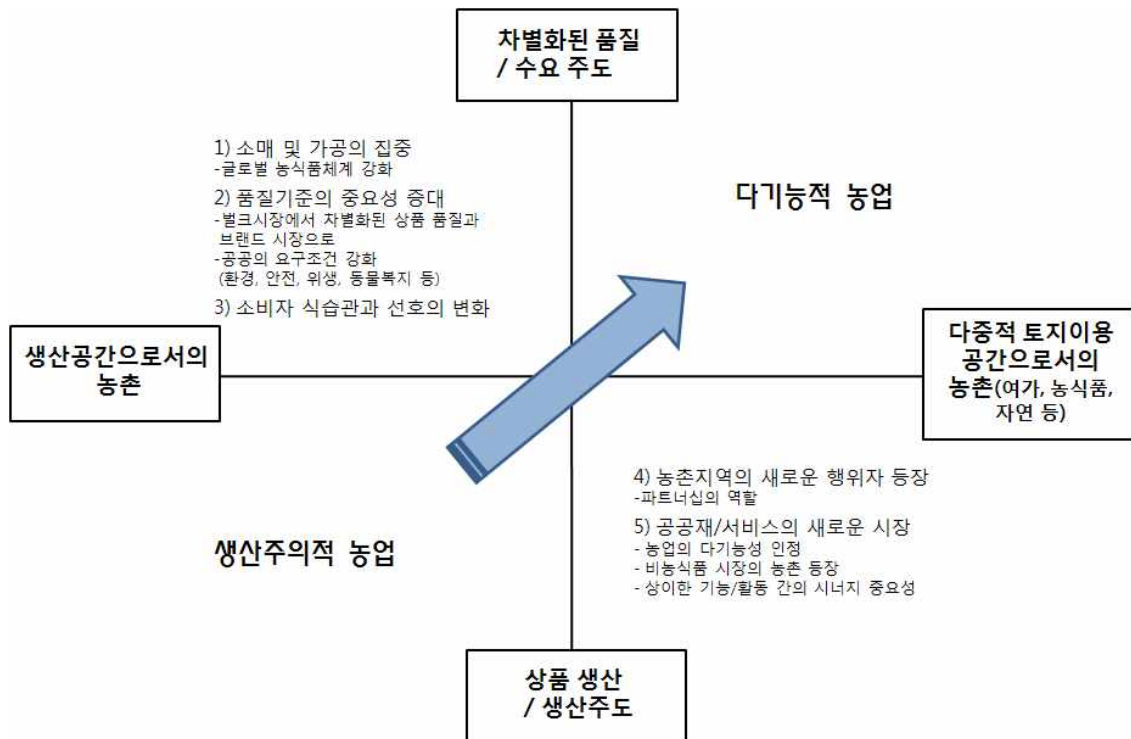 차별화된 품질
/ 수요 주도
1) 소매 및 가공의 집중
-글로벌 농식품체계 강화
2) 품질기준의 중요성 증대
-벌크시장에서 차별화된 상품 품질과
브랜드 시장으로
-공공의 요구조건 강화
(환경, 안전, 위생, 동물복지 등)
3) 소비자 식습관과 선호의 변화
다기능적 농업
생산공간으로서의
농촌
다중적 토지이용
공간으로서의
농촌(여가, 농식품,
자연 등)
생산주의적 농업
4) 농촌지역의 새로운 행위자 등장
-파트너십의 역할
5) 공공재/서비스의 새로운 시장
- 농업의 다기능성 인정
- 비농식품 시장의 농촌 등장
- 상이한 기능/활동 간의 시너지 중요성
상품 생산
/ 생산주도